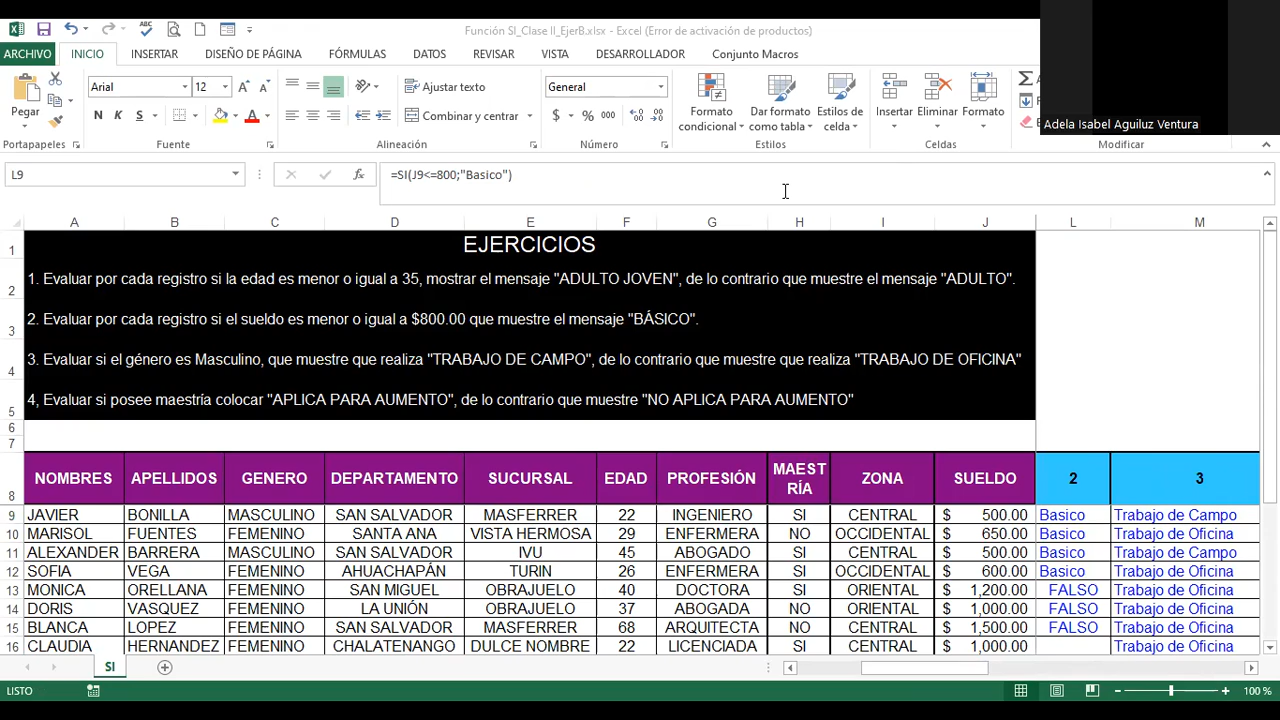 Función SI_Clase II_EjerB.xlsx - Excel (Error de activación de productos)
ARCHIVO INICIO INSERTAR DISEÑO DE PÁGINA FÓRMULAS DATOS REVISAR VISTA DESARROLLADOR Conjunto Macros
Adela Isabel Aguiluz Ventura
Pegar
Arial 12
N K S
Ajustar texto
Combinar y centrar
General
$ % 000
Formato condicional
Dar formato como tabla
Estilos de celda
Insertar Eliminar Formato
Portapapeles Fuente Alineación Número Estilos Celdas Modificar
L9 fx =SI(J9<=800;"Basico")
A B C D E F G H I J L M
1 EJERCICIOS
2 1. Evaluar por cada registro si la edad es menor o igual a 35, mostrar el mensaje "ADULTO JOVEN", de lo contrario que muestre el mensaje "ADULTO".
3 2. Evaluar por cada registro si el sueldo es menor o igual a $800.00 que muestre el mensaje "BÁSICO".
4 3. Evaluar si el género es Masculino, que muestre que realiza "TRABAJO DE CAMPO", de lo contrario que muestre que realiza "TRABAJO DE OFICINA"
5 4, Evaluar si posee maestría colocar "APLICA PARA AUMENTO", de lo contrario que muestre "NO APLICA PARA AUMENTO"
6
7
8 NOMBRES APELLIDOS GENERO DEPARTAMENTO SUCURSAL EDAD PROFESIÓN MAESTRÍA ZONA SUELDO 2 3
9 JAVIER BONILLA MASCULINO SAN SALVADOR MASFERRER 22 INGENIERO SI CENTRAL $ 500.00 Basico Trabajo de Campo
10 MARISOL FUENTES FEMENINO SANTA ANA VISTA HERMOSA 29 ENFERMERA NO OCCIDENTAL $ 650.00 Basico Trabajo de Oficina
11 ALEXANDER BARRERA MASCULINO SAN SALVADOR IVU 45 ABOGADO SI CENTRAL $ 500.00 Basico Trabajo de Campo
12 SOFIA VEGA FEMENINO AHUACHAPÁN TURIN 26 ENFERMERA SI OCCIDENTAL $ 600.00 Basico Trabajo de Oficina
13 MONICA ORELLANA FEMENINO SAN MIGUEL OBRAJUELO 40 DOCTORA SI ORIENTAL $ 1,200.00 FALSO Trabajo de Oficina
14 DORIS VASQUEZ FEMENINO LA UNIÓN OBRAJUELO 37 ABOGADA NO ORIENTAL $ 1,000.00 FALSO Trabajo de Oficina
15 BLANCA LOPEZ FEMENINO SAN SALVADOR MASFERRER 68 ARQUITECTA NO CENTRAL $ 1,500.00 FALSO Trabajo de Oficina
16 CLAUDIA HERNANDEZ FEMENINO CHALATENANGO DULCE NOMBRE 22 LICENCIADA SI CENTRAL $ 1,000.00 Trabajo de Oficina
SI
LISTO 100 %